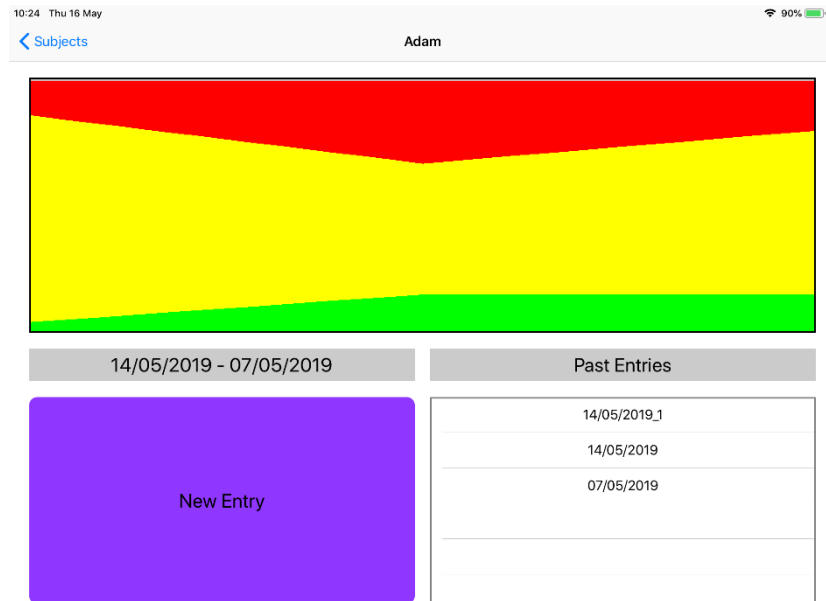 10:24 Thu 16 May 90%
Subjects Adam
14/05/2019 - 07/05/2019 Past Entries
14/05/2019_1
14/05/2019
07/05/2019
New Entry